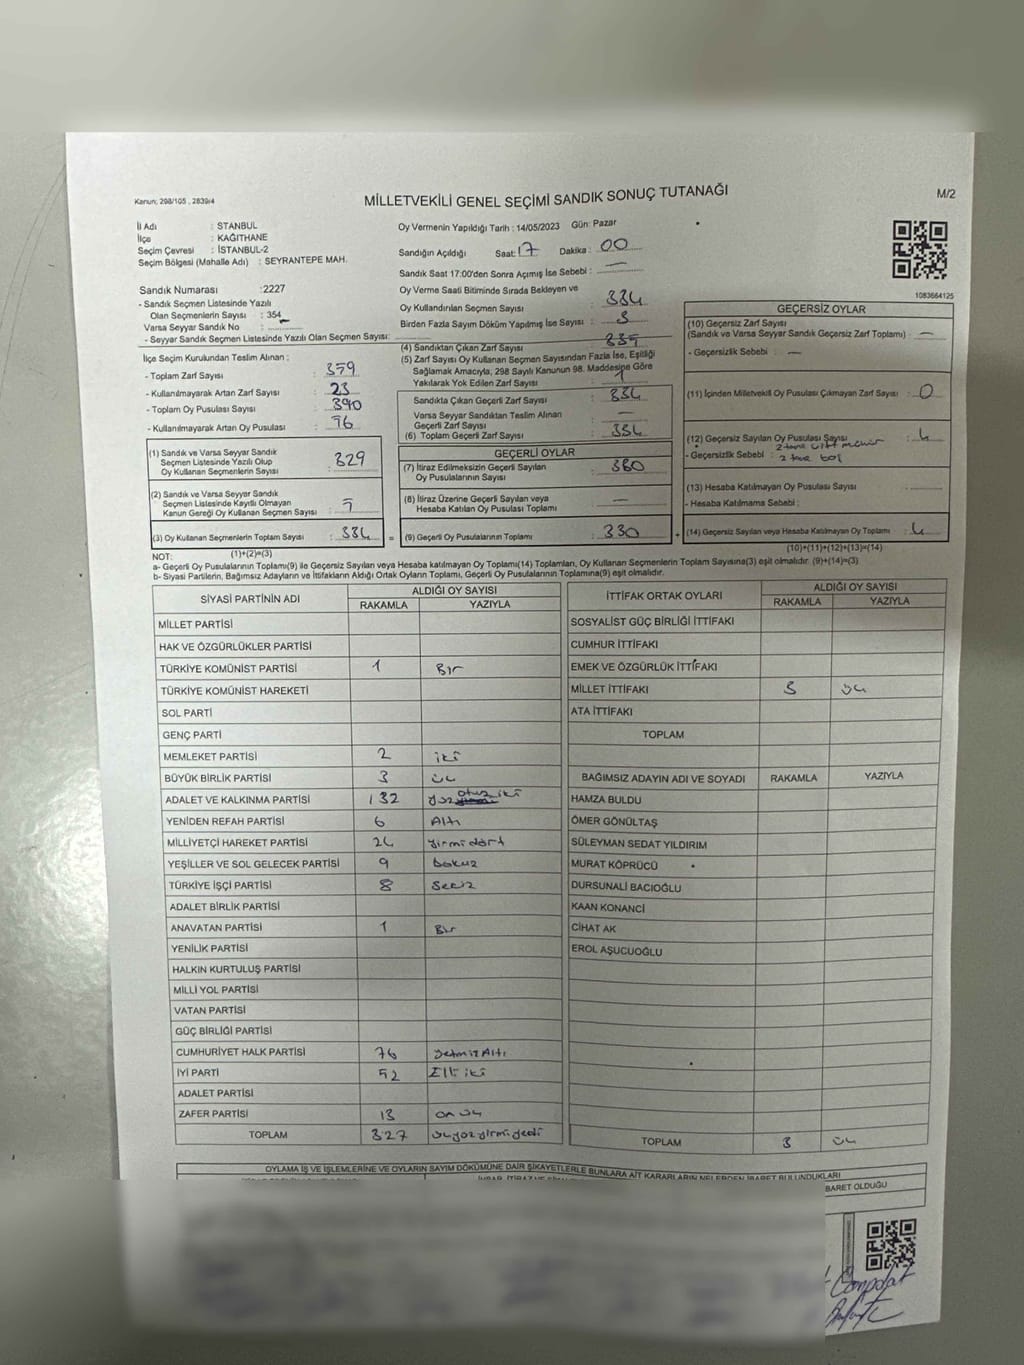 Kanun; 298/105 , 2839/4
MİLLETVEKİLİ GENEL SEÇİMİ SANDIK SONUÇ TUTANAĞI
M/2
İl Adı : STANBUL
İlçe : KAĞITHANE
Seçim Çevresi : İSTANBUL-2
Seçim Bölgesi (Mahalle Adı) : SEYRANTEPE MAH.
Sandık Numarası :2227
- Sandık Seçmen Listesinde Yazılı
Olan Seçmenlerin Sayısı : 354
Varsa Seyyar Sandık No :
- Seyyar Sandık Seçmen Listesinde Yazılı Olan Seçmen Sayısı:
İlçe Seçim Kurulundan Teslim Alınan :
- Toplam Zarf Sayısı : 359
- Kullanılmayarak Artan Zarf Sayısı : 23
- Toplam Oy Pusulası Sayısı : 390
- Kullanılmayarak Artan Oy Pusulası : 76
(1) Sandık ve Varsa Seyyar Sandık
Seçmen Listesinde Yazılı Olup
Oy Kullanan Seçmenlerin Sayısı : 329
(2) Sandık ve Varsa Seyyar Sandık
Seçmen Listesinde Kayıtlı Olmayan
Kanun Gereği Oy Kullanan Seçmen Sayısı : 5
(3) Oy Kullanan Seçmenlerin Toplam Sayısı : 334
Oy Vermenin Yapıldığı Tarih : 14/05/2023 Gün: Pazar
Sandığın Açıldığı Saat: 17 Dakika : 00
Sandık Saat 17:00'den Sonra Açımış İse Sebebi : —
Oy Verme Saati Bitiminde Sırada Bekleyen ve
Oy Kullandırılan Seçmen Sayısı : 334
Birden Fazla Sayım Döküm Yapılmış İse Sayısı : 3
(4) Sandıktan Çıkan Zarf Sayısı : 335
(5) Zarf Sayısı Oy Kullanan Seçmen Sayısından Fazla İse, Eşitliği
Sağlamak Amacıyla, 298 Sayılı Kanunun 98. Maddesine Göre
Yakılarak Yok Edilen Zarf Sayısı : 1
Sandıkta Çıkan Geçerli Zarf Sayısı : 334
Varsa Seyyar Sandıktan Teslim Alınan
Geçerli Zarf Sayısı : —
(6) Toplam Geçerli Zarf Sayısı : 334
GEÇERLİ OYLAR
(7) İtiraz Edilmeksizin Geçerli Sayılan
Oy Pusulalarının Sayısı : 330
(8) İtiraz Üzerine Geçerli Sayılan veya
Hesaba Katılan Oy Pusulası Toplamı : —
= (9) Geçerli Oy Pusulalarının Toplamı : 330
1083664125
GEÇERSİZ OYLAR
(10) Geçersiz Zarf Sayısı
(Sandık ve Varsa Seyyar Sandık Geçersiz Zarf Toplamı) : —
- Geçersizlik Sebebi : —
(11) İçinden Milletvekili Oy Pusulası Çıkmayan Zarf Sayısı : 0
(12) Geçersiz Sayılan Oy Pusulası Sayısı : 4
2 tane çift mühür
- Geçersizlik Sebebi : 2 tane boş
(13) Hesaba Katılmayan Oy Pusulası Sayısı :
- Hesaba Katılmama Sebebi :
+ (14) Geçersiz Sayılan veya Hesaba Katılmayan Oy Toplamı : 4
NOT: (1)+(2)=(3)
(10)+(11)+(12)+(13)=(14)
a- Geçerli Oy Pusulalarının Toplamı(9) ile Geçersiz Sayılan veya Hesaba katılmayan Oy Toplamı(14) Toplamları, Oy Kullanan Seçmenlerin Toplam Sayısına(3) eşit olmalıdır. (9)+(14)=(3)
b- Siyasi Partilerin, Bağımsız Adayların ve İttifakların Aldığı Ortak Oyların Toplamı, Geçerli Oy Pusulalarının Toplamına(9) eşit olmalıdır.
SİYASİ PARTİNİN ADI ALDIĞI OY SAYISI
RAKAMLA YAZIYLA
MİLLET PARTİSİ
HAK VE ÖZGÜRLÜKLER PARTİSİ
TÜRKİYE KOMÜNİST PARTİSİ 1 Bir
TÜRKİYE KOMÜNİST HAREKETİ
SOL PARTİ
GENÇ PARTİ
MEMLEKET PARTİSİ 2 iki
BÜYÜK BİRLİK PARTİSİ 3 üç
ADALET VE KALKINMA PARTİSİ 132 yüz otuz iki
YENİDEN REFAH PARTİSİ 6 Altı
MİLLİYETÇİ HAREKET PARTİSİ 24 yirmi dört
YEŞİLLER VE SOL GELECEK PARTİSİ 9 Dokuz
TÜRKİYE İŞÇİ PARTİSİ 8 Sekiz
ADALET BİRLİK PARTİSİ
ANAVATAN PARTİSİ 1 Bir
YENİLİK PARTİSİ
HALKIN KURTULUŞ PARTİSİ
MİLLİ YOL PARTİSİ
VATAN PARTİSİ
GÜÇ BİRLİĞİ PARTİSİ
CUMHURİYET HALK PARTİSİ 76 Yetmiş Altı
İYİ PARTİ 52 Elli iki
ADALET PARTİSİ
ZAFER PARTİSİ 13 on üç
TOPLAM 327 üçyüz yirmi yedi
İTTİFAK ORTAK OYLARI ALDIĞI OY SAYISI
RAKAMLA YAZIYLA
SOSYALİST GÜÇ BİRLİĞİ İTTİFAKI
CUMHUR İTTİFAKI
EMEK VE ÖZGÜRLÜK İTTİFAKI
MİLLET İTTİFAKI 3 üç
ATA İTTİFAKI
TOPLAM
BAĞIMSIZ ADAYIN ADI VE SOYADI RAKAMLA YAZIYLA
HAMZA BULDU
ÖMER GÖNÜLTAŞ
SÜLEYMAN SEDAT YILDIRIM
MURAT KÖPRÜCÜ
DURSUNALİ BACIOĞLU
KAAN KONANCİ
CİHAT AK
EROL AŞUCUOĞLU
TOPLAM 3 üç
OYLAMA İŞ VE İŞLEMLERİNE VE OYLARIN SAYIM DÖKÜMÜNE DAİR ŞİKAYETLERLE BUNLARA AİT KARARLARIN NELERDEN İBARET BULUNDUKLARI
BARET OLDUĞU